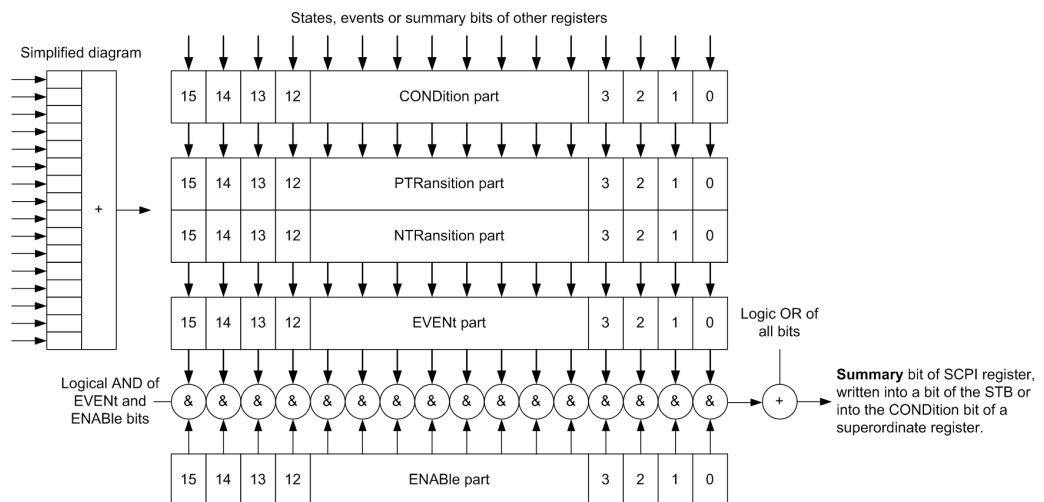 States, events or summary bits of other registers
Simplified diagram
15 14 13 12 CONDition part 3 2 1 0
15 14 13 12 PTRansition part 3 2 1 0
+
15 14 13 12 NTRansition part 3 2 1 0
15 14 13 12 EVENt part 3 2 1 0
Logic OR of
all bits
Logical AND of
EVENt and
ENABle bits
& & & & & & & & & & & & & & & &
+
Summary bit of SCPI register,
written into a bit of the STB or
into the CONDition bit of a
superordinate register.
15 14 13 12 ENABle part 3 2 1 0